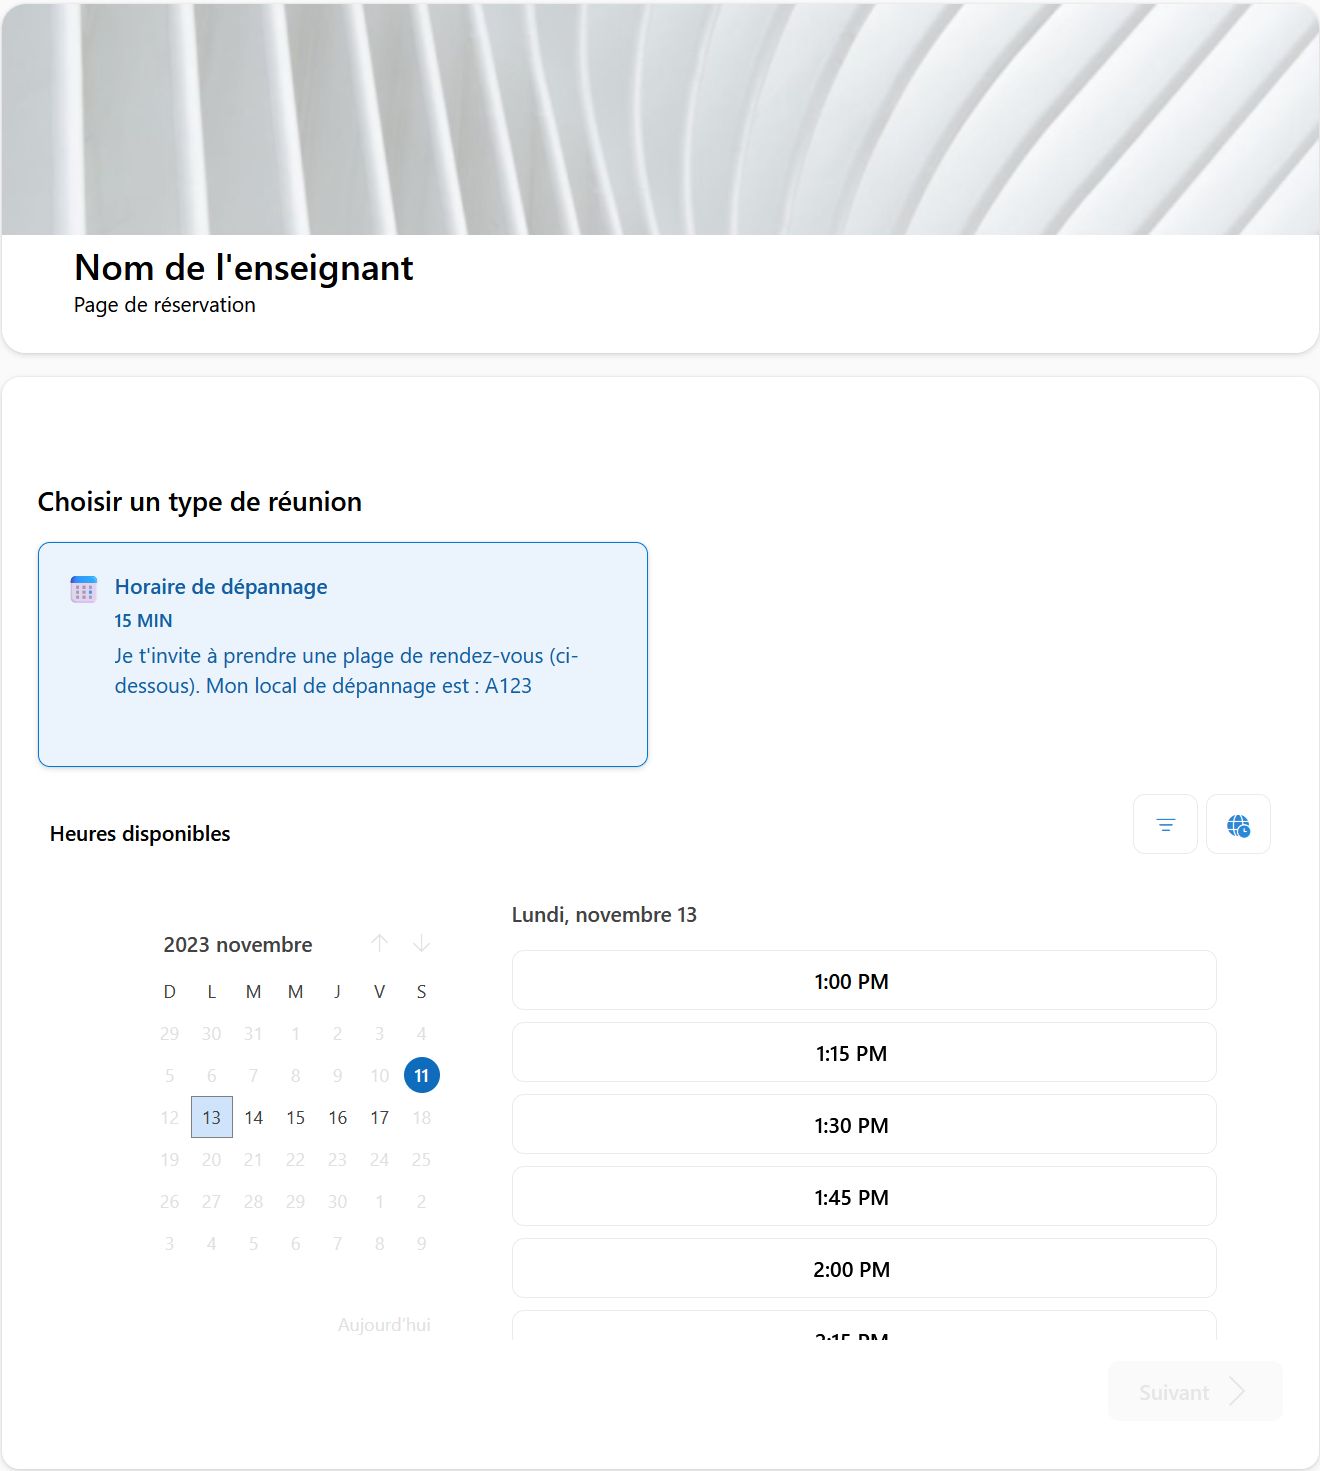 Nom de l'enseignant
Page de réservation
Choisir un type de réunion
Horaire de dépannage
15 MIN
Je t'invite à prendre une plage de rendez-vous (ci-
dessous). Mon local de dépannage est : A123
Heures disponibles
Lundi, novembre 13
2023 novembre
D L M M J V S
29 30 31 1 2 3 4
5 6 7 8 9 10 11
12 13 14 15 16 17 18
19 20 21 22 23 24 25
26 27 28 29 30 1 2
3 4 5 6 7 8 9
Aujourd'hui
1:00 PM
1:15 PM
1:30 PM
1:45 PM
2:00 PM
2:15 PM
Suivant